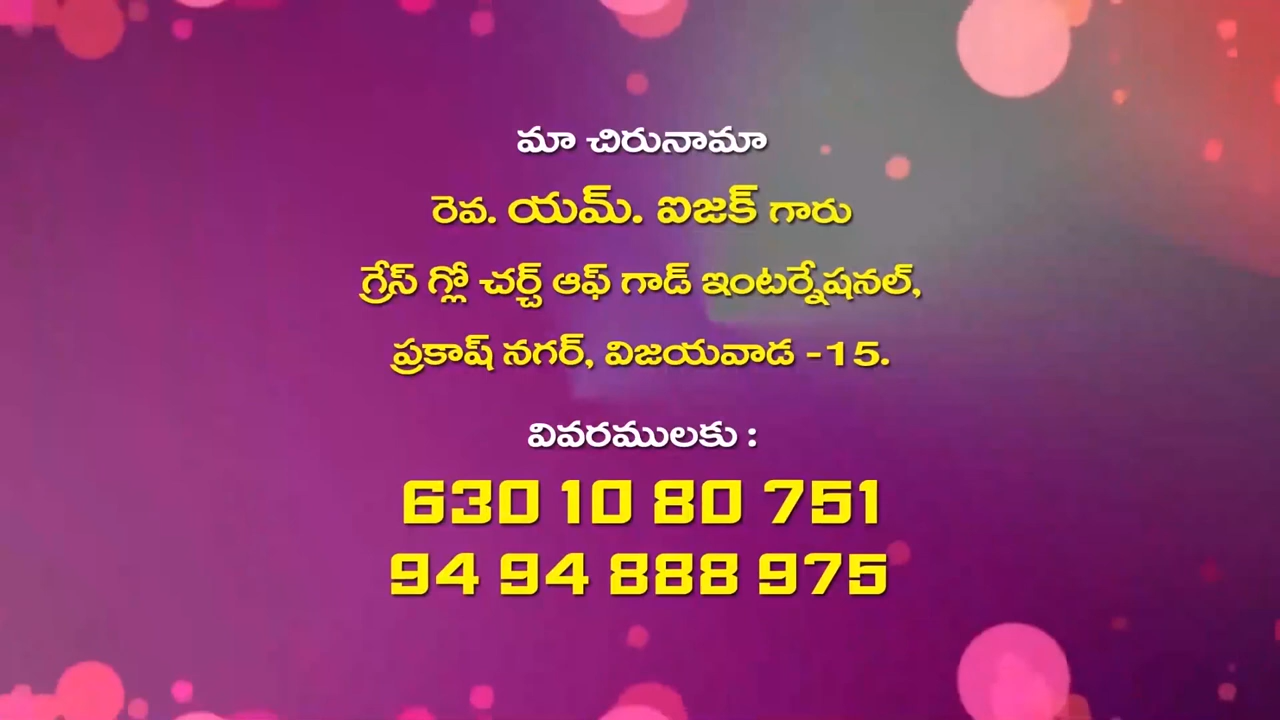 మా చిరునామా
రెవ. యమ్. ఐజక్ గారు
గ్రేస్ గ్లో చర్చ్ ఆఫ్ గాడ్ ఇంటర్నేషనల్,
ప్రకాష్ నగర్, విజయవాడ -15.
వివరములకు :
630 10 80 751
94 94 888 975